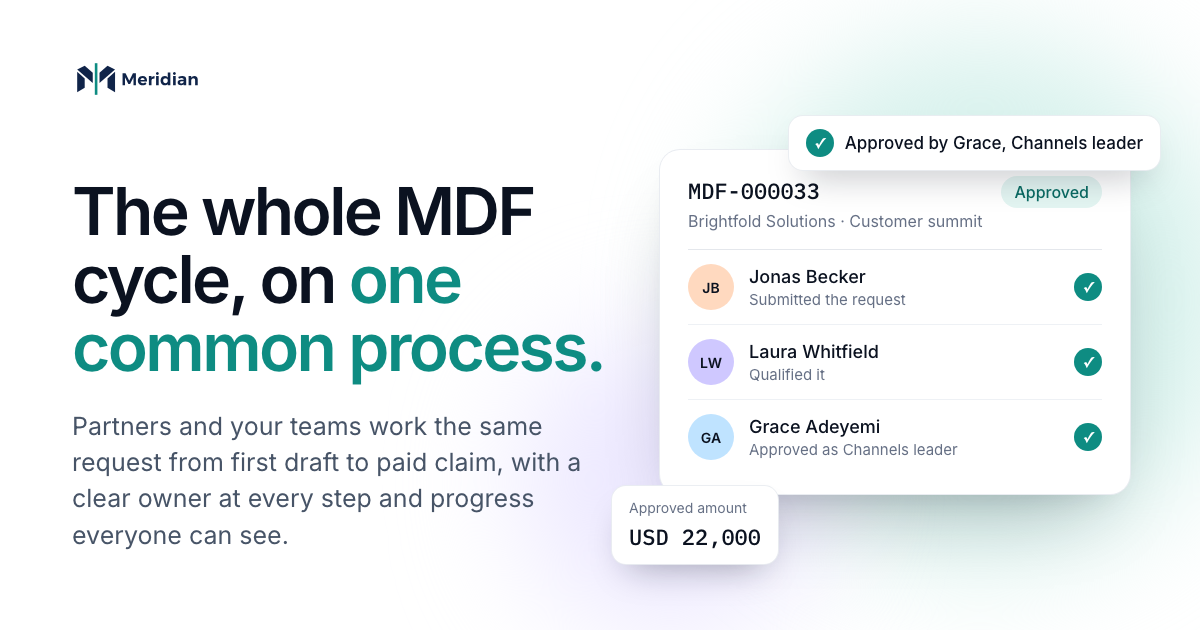 Meridian
The whole MDF
cycle, on one
common process.
Partners and your teams work the same
request from first draft to paid claim, with a
clear owner at every step and progress
everyone can see.
Approved by Grace, Channels leader
MDF-000033
Approved
Brightfold Solutions · Customer summit
JB
Jonas Becker
Submitted the request
LW
Laura Whitfield
Qualified it
GA
Grace Adeyemi
Approved as Channels leader
Approved amount
USD 22,000